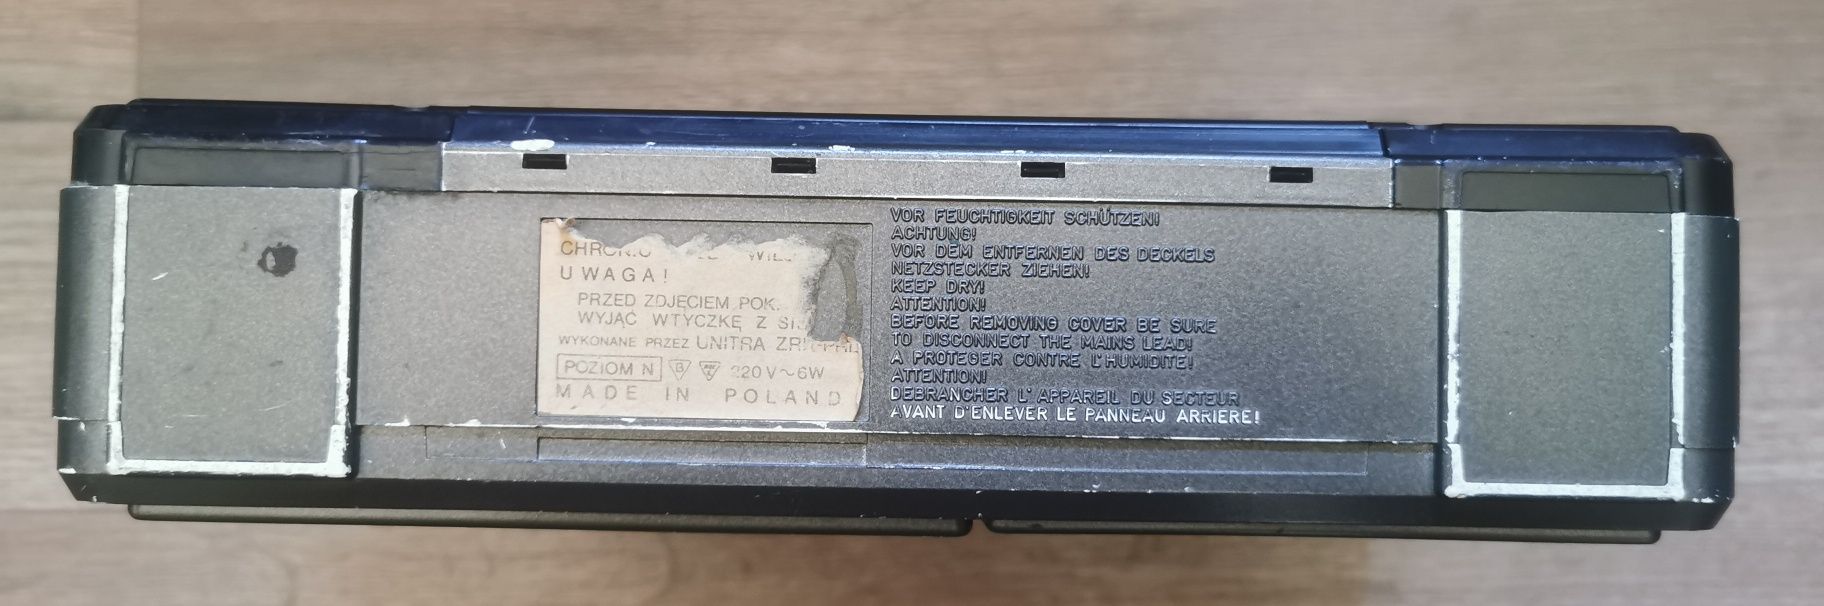 UWAGA!
PRZED ZDJĘCIEM
WYJĄĆ WTYCZKĘ Z
WYKONANE PRZEZ UNITRA
POZIOM N B 220V~6W
MADE IN POLAND
VOR FEUCHTIGKEIT SCHÜTZEN!
ACHTUNG!
VOR DEM ENTFERNEN DES DECKELS
NETZSTECKER ZIEHEN!
KEEP DRY!
ATTENTION!
BEFORE REMOVING COVER BE SURE
TO DISCONNECT THE MAINS LEAD!
A PROTEGER CONTRE L'HUMIDITE!
ATTENTION!
DEBRANCHER L'APPAREIL DU SECTEUR
AVANT D'ENLEVER LE PANNEAU ARRIERE!